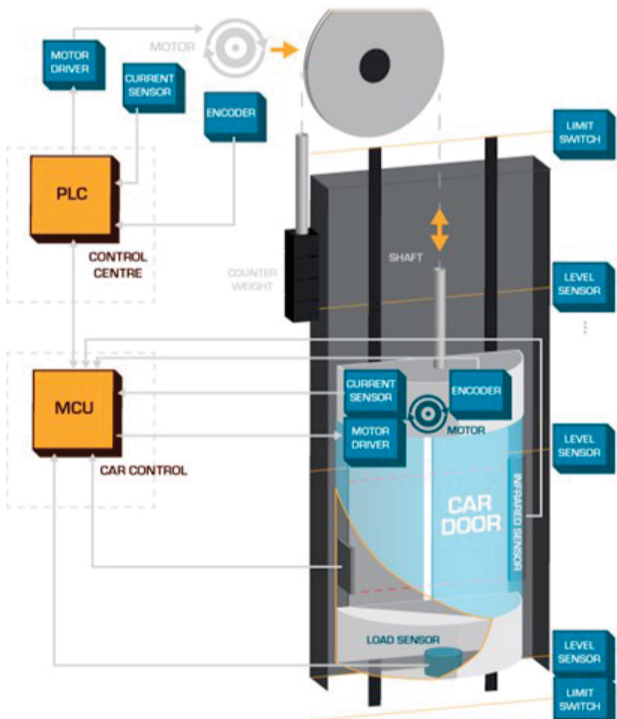 MOTOR
DRIVER
MOTOR
CURRENT
SENSOR
ENCODER
LIMIT
SWITCH
PLC
CONTROL
CENTRE
COUNTER
WEIGHT
SHAFT
LEVEL
SENSOR
MCU
CAR CONTROL
CURRENT
SENSOR
ENCODER
MOTOR
DRIVER
MOTOR
LEVEL
SENSOR
CAR
DOOR
INFRARED SENSOR
LOAD SENSOR
LEVEL
SENSOR
LIMIT
SWITCH